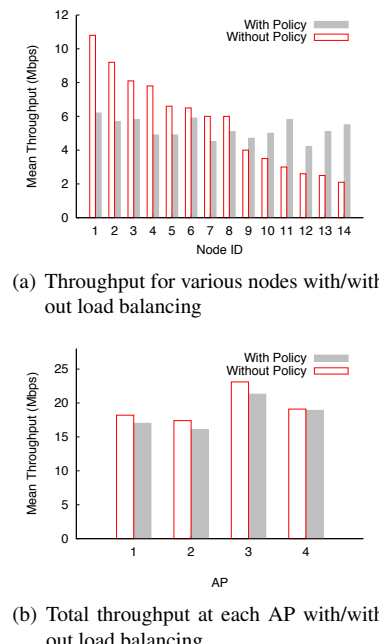 12
10
8
6
4
2
0
Mean Throughput (Mbps)
With Policy
Without Policy
1 2 3 4 5 6 7 8 9 10 11 12 13 14
Node ID
(a) Throughput for various nodes with/with
out load balancing
25
20
15
10
5
0
Mean Throughput (Mbps)
With Policy
Without Policy
1 2 3 4
AP
(b) Total throughput at each AP with/with
out load balancing